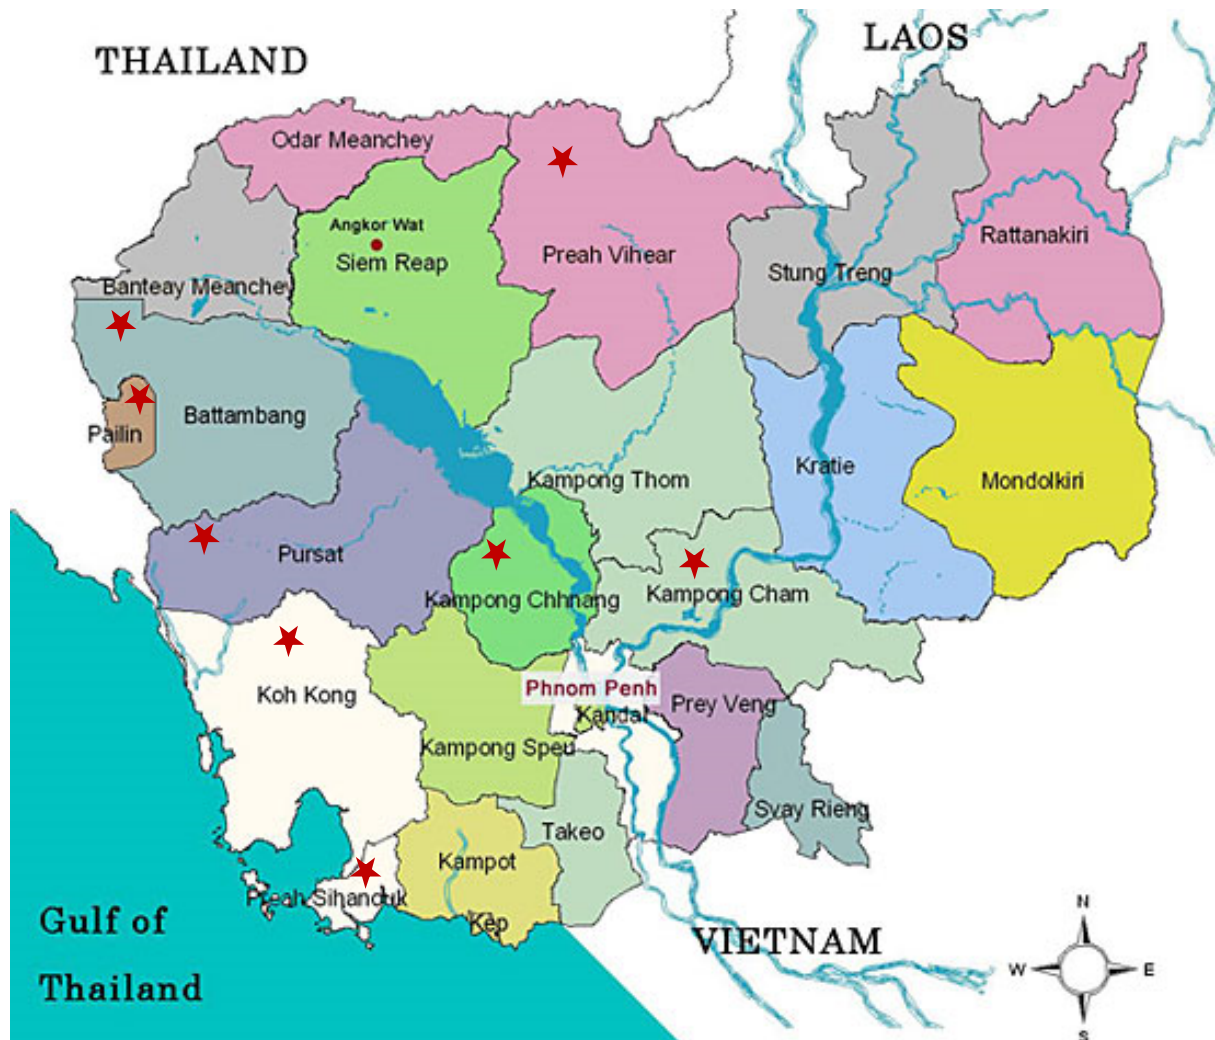 THAILAND
LAOS
Odar Meanchey
Angkor Wat
Siem Reap
Preah Vihear
Stung Treng
Rattanakiri
Banteay Meanchey
Battambang
Pailin
Kampong Thom
Kratie
Mondolkiri
Pursat
Kampong Chhnang
Kampong Cham
Koh Kong
Phnom Penh
Prey Veng
Kandal
Kampong Speu
Svay Rieng
Takeo
Kampot
Preah Sihanouk
Kep
Gulf of
Thailand
VIETNAM
N
W
E
S